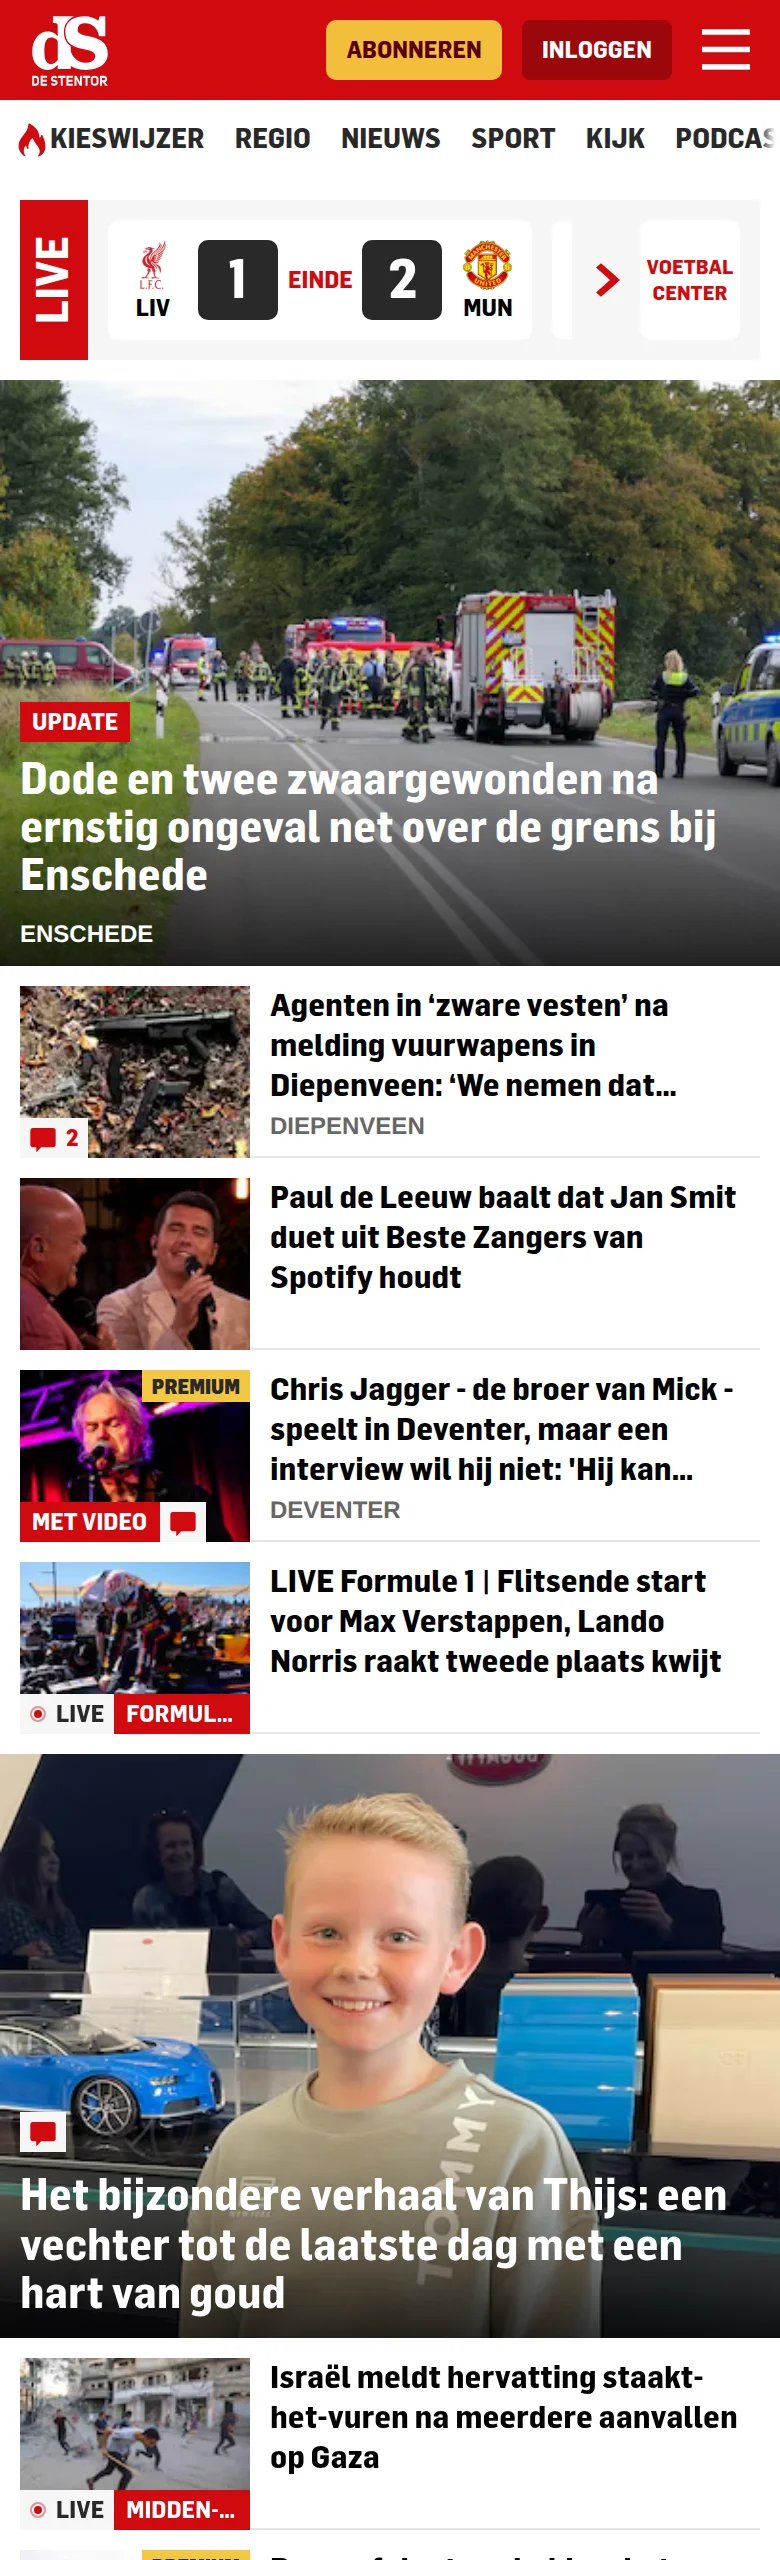 dS
DE STENTOR
ABONNEREN
INLOGGEN
KIESWIJZER REGIO NIEUWS SPORT KIJK PODCAS
LIVE
L.F.C.
LIV
1
EINDE
2
MANCHESTER
UNITED
MUN
VOETBAL
CENTER
UPDATE
Dode en twee zwaargewonden na
ernstig ongeval net over de grens bij
Enschede
ENSCHEDE
2
Agenten in ‘zware vesten’ na
melding vuurwapens in
Diepenveen: ‘We nemen dat...
DIEPENVEEN
Paul de Leeuw baalt dat Jan Smit
duet uit Beste Zangers van
Spotify houdt
PREMIUM
MET VIDEO
Chris Jagger - de broer van Mick -
speelt in Deventer, maar een
interview wil hij niet: 'Hij kan...
DEVENTER
LIVE FORMUL...
LIVE Formule 1 | Flitsende start
voor Max Verstappen, Lando
Norris raakt tweede plaats kwijt
TOMMY
Het bijzondere verhaal van Thijs: een
vechter tot de laatste dag met een
hart van goud
LIVE MIDDEN-...
Israël meldt hervatting staakt-
het-vuren na meerdere aanvallen
op Gaza